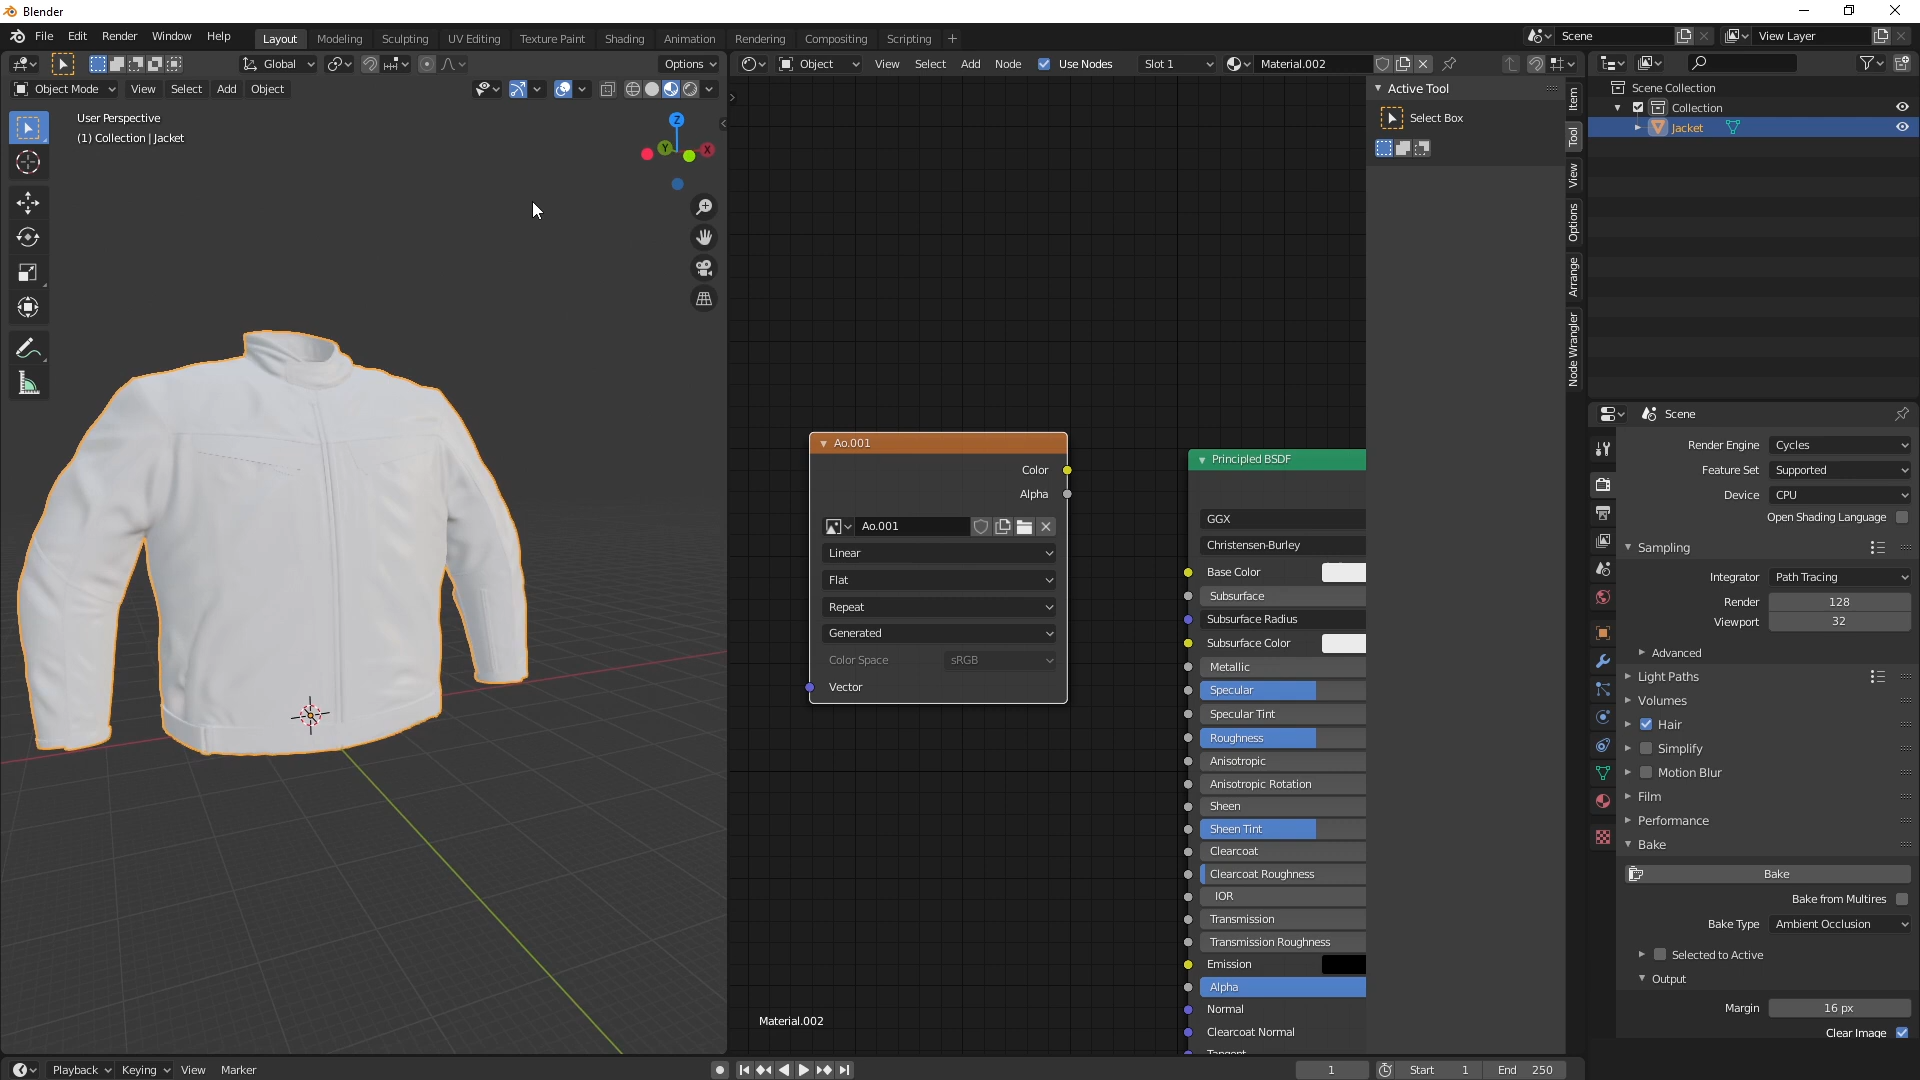 Blender
File Edit Render Window Help
Layout Modeling Sculpting UV Editing Texture Paint Shading Animation Rendering Compositing Scripting +
Scene
View Layer
Global
Options
Object
View Select Add Node
Use Nodes
Slot 1
Material.002
Object Mode View Select Add Object
User Perspective
(1) Collection | Jacket
Z
Y
X
Active Tool
Select Box
Item
Tool
View
Options
Arrange
Node Wrangler
Scene Collection
Collection
Jacket
Ao.001
Color
Alpha
Ao.001
Linear
Flat
Repeat
Generated
Color Space sRGB
Vector
Principled BSDF
GGX
Christensen-Burley
Base Color
Subsurface
Subsurface Radius
Subsurface Color
Metallic
Specular
Specular Tint
Roughness
Anisotropic
Anisotropic Rotation
Sheen
Sheen Tint
Clearcoat
Clearcoat Roughness
IOR
Transmission
Transmission Roughness
Emission
Alpha
Normal
Clearcoat Normal
Tangent
Material.002
Scene
Render Engine Cycles
Feature Set Supported
Device CPU
Open Shading Language
Sampling
Integrator Path Tracing
Render 128
Viewport 32
Advanced
Light Paths
Volumes
Hair
Simplify
Motion Blur
Film
Performance
Bake
Bake
Bake from Multires
Bake Type Ambient Occlusion
Selected to Active
Output
Margin 16 px
Clear Image
Playback Keying View Marker
1
Start 1
End 250